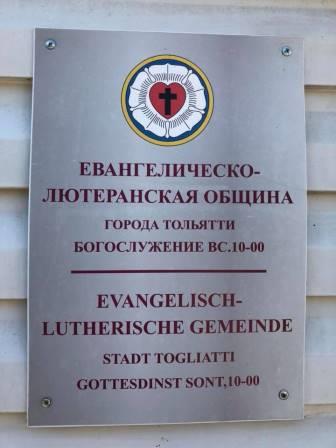 ЕВАНГЕЛИЧЕСКО-
ЛЮТЕРАНСКАЯ ОБЩИНА
ГОРОДА ТОЛЬЯТТИ
БОГОСЛУЖЕНИЕ ВС.10-00
EVANGELISCH-
LUTHERISCHE GEMEINDE
STADT TOGLIATTI
GOTTESDINST SONT,10-00